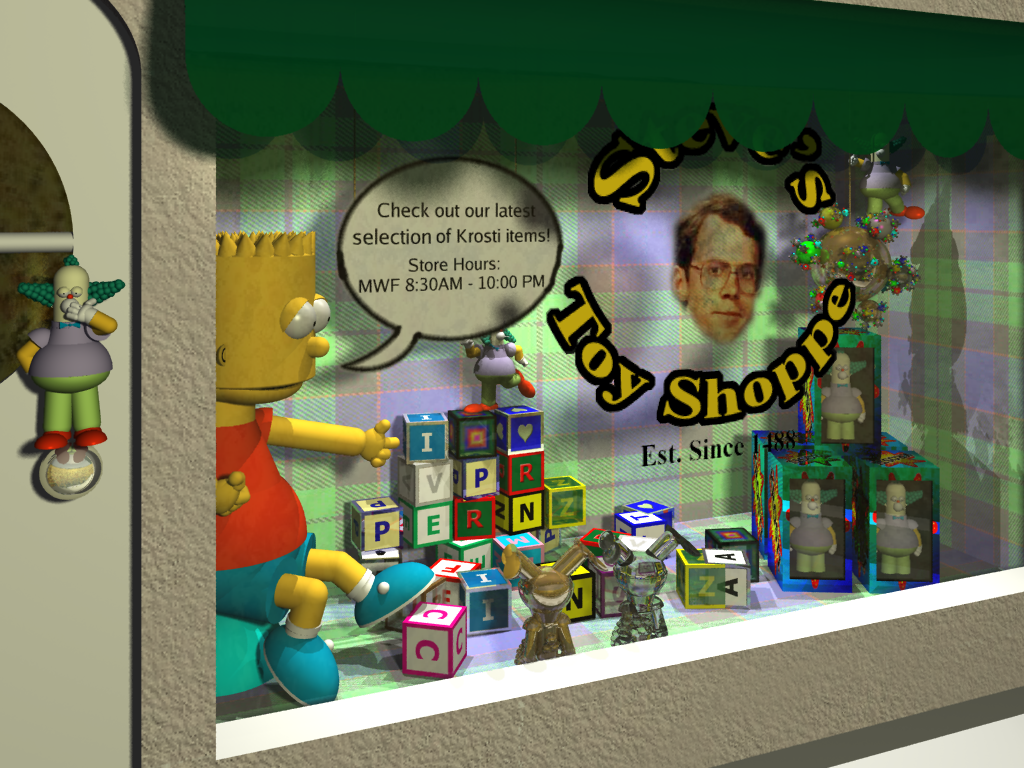 Check out our latest
selection of Krosti items!
Store Hours:
MWF 8:30AM - 10:00 PM
Steve's
Toy Shoppe
Est. Since 1488
I
V P R
P E R N Z
Z A
C C I I N